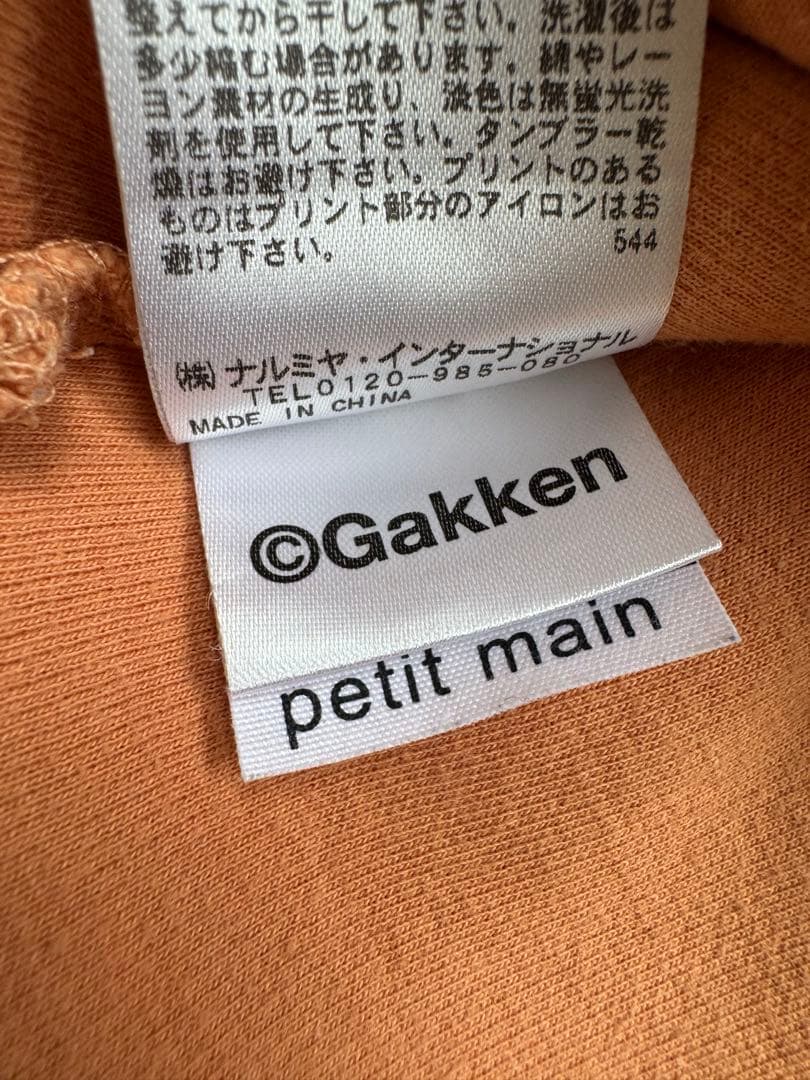 整えてから干して下さい。洗濯後は
多少縮む場合があります。綿やレー
ヨン素材の生成り、淡色は無蛍光洗
剤を使用して下さい。タンブラー乾
燥はお避け下さい。プリントのある
ものはプリント部分のアイロンはお
避け下さい。 544
(株)ナルミヤ・インターナショナル
TEL0120-985-080
MADE IN CHINA
©Gakken
petit main